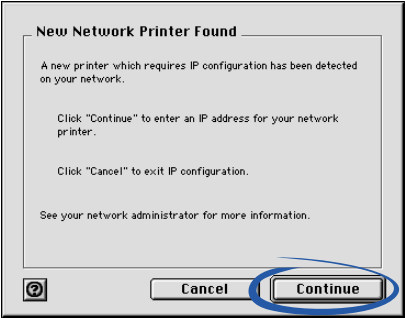 New Network Printer Found
A new printer which requires IP configuration has been detected
on your network.
Click "Continue" to enter an IP address for your network
printer.
Click "Cancel" to exit IP configuration.
See your network administrator for more information.
?
Cancel
Continue